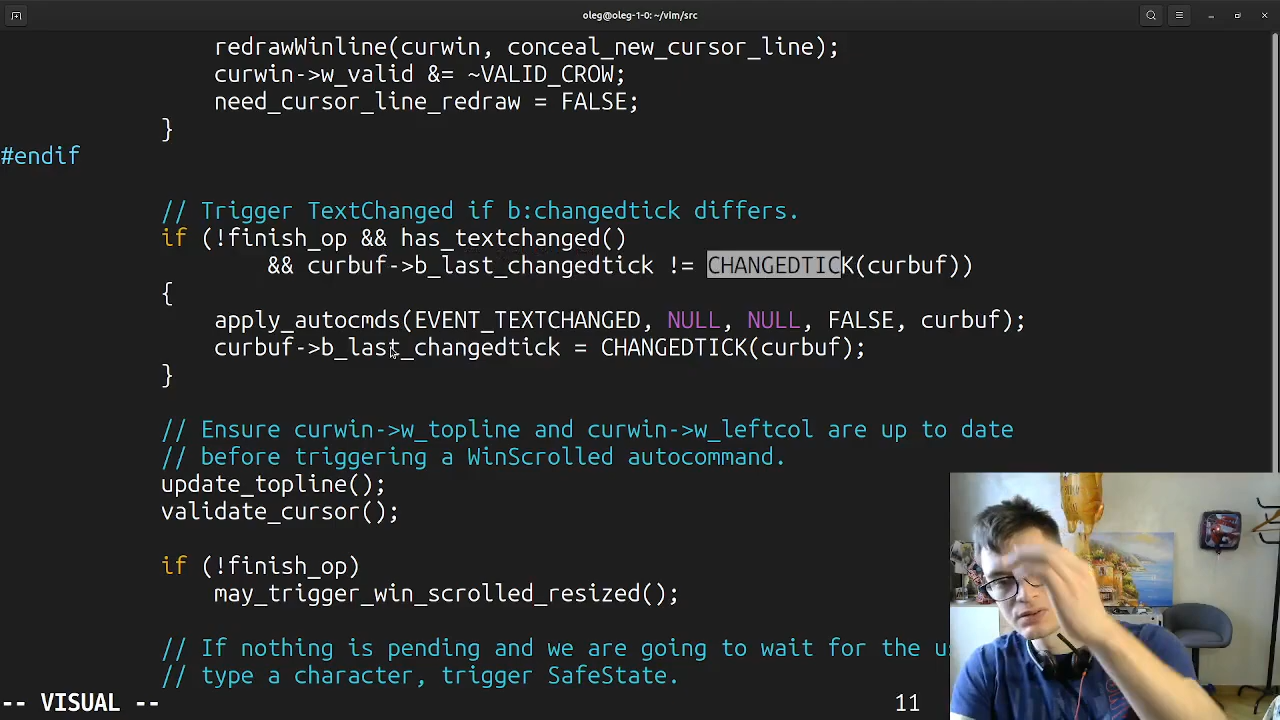 oleg@oleg-1-0: ~/vim/src
redrawWinline(curwin, conceal_new_cursor_line);
curwin->w_valid &= ~VALID_CROW;
need_cursor_line_redraw = FALSE;
}
#endif
// Trigger TextChanged if b:changedtick differs.
if (!finish_op && has_textchanged()
&& curbuf->b_last_changedtick != CHANGEDTICK(curbuf))
{
apply_autocmds(EVENT_TEXTCHANGED, NULL, NULL, FALSE, curbuf);
curbuf->b_last_changedtick = CHANGEDTICK(curbuf);
}
// Ensure curwin->w_topline and curwin->w_leftcol are up to date
// before triggering a WinScrolled autocommand.
update_topline();
validate_cursor();
if (!finish_op)
may_trigger_win_scrolled_resized();
// If nothing is pending and we are going to wait for the u
// type a character, trigger SafeState.
-- VISUAL -- 11